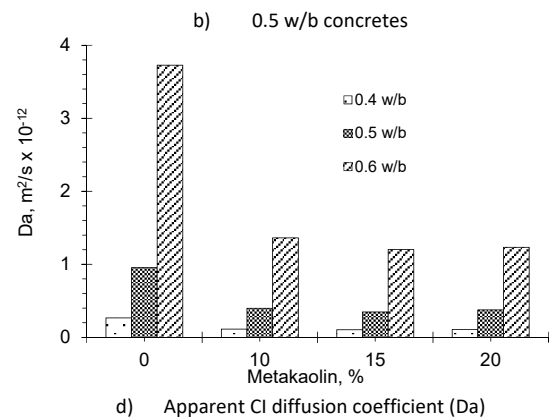 b) 0.5 w/b concretes
4
3
2
1
0
Da, m²/s x 10⁻¹²
0.4 w/b
0.5 w/b
0.6 w/b
0 10 15 20
Metakaolin, %
d) Apparent CI diffusion coefficient (Da)